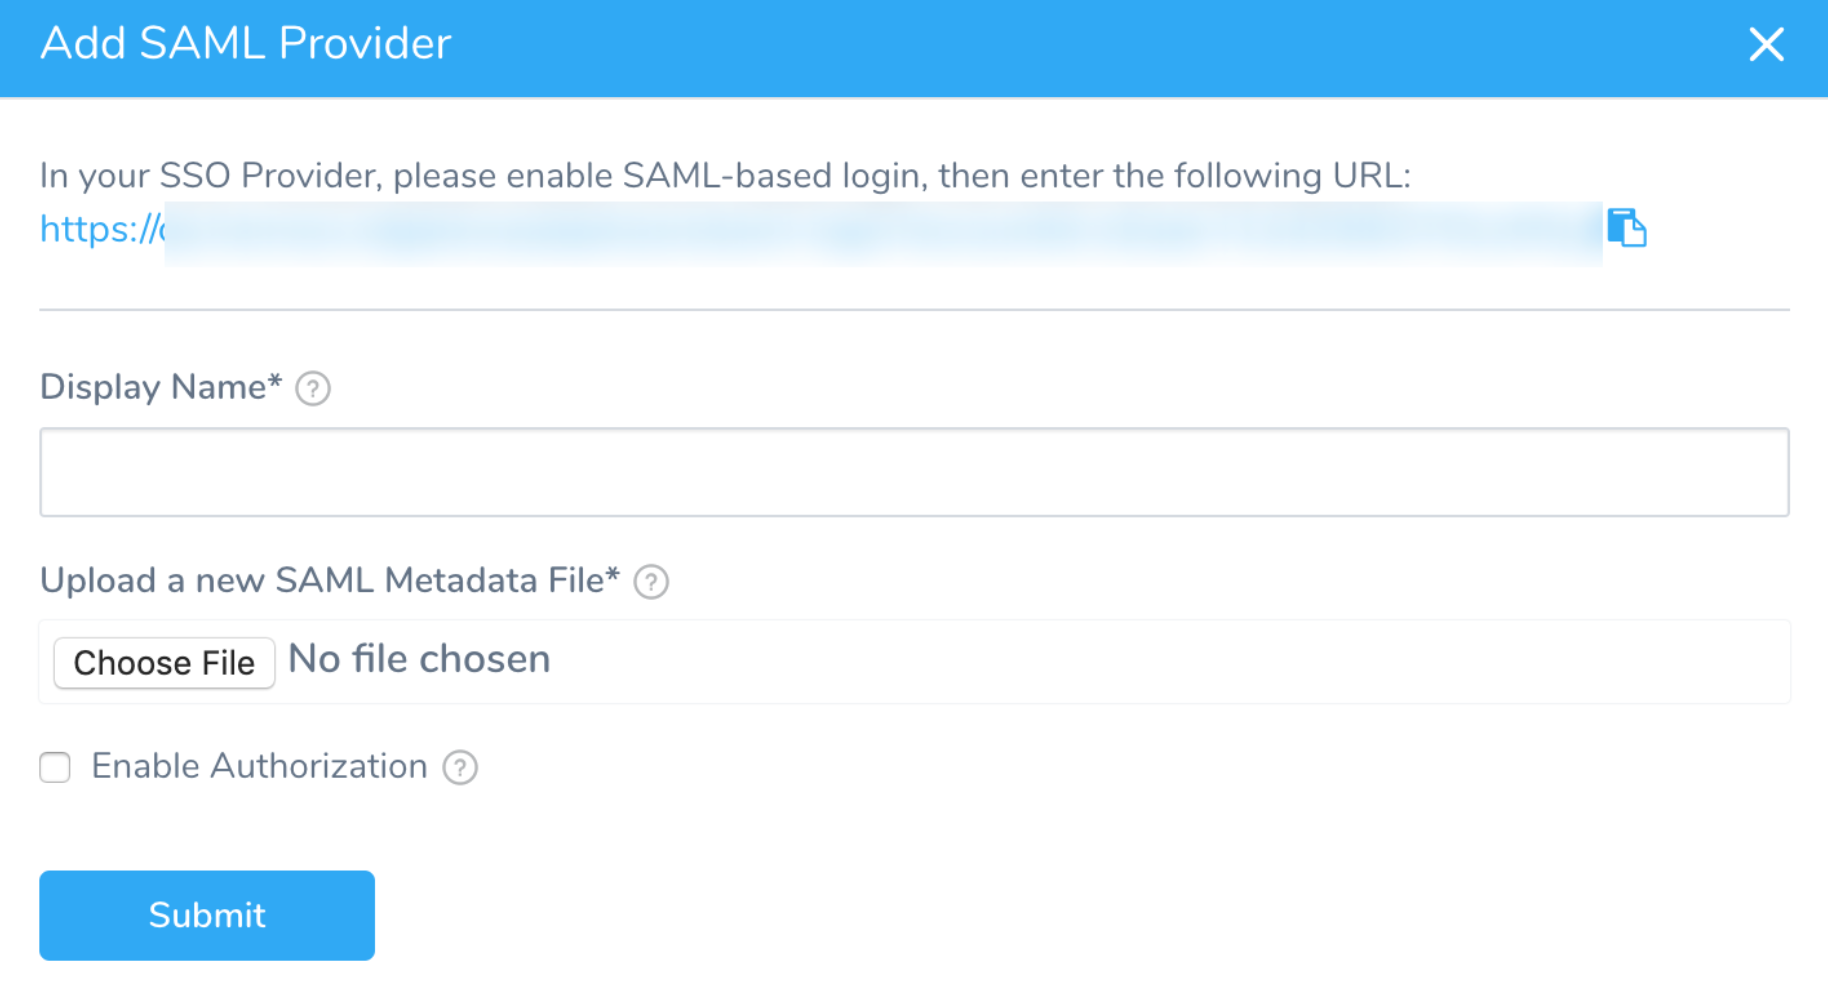 Add SAML Provider
In your SSO Provider, please enable SAML-based login, then enter the following URL:
https://
Display Name*
Upload a new SAML Metadata File*
Choose File No file chosen
Enable Authorization
Submit